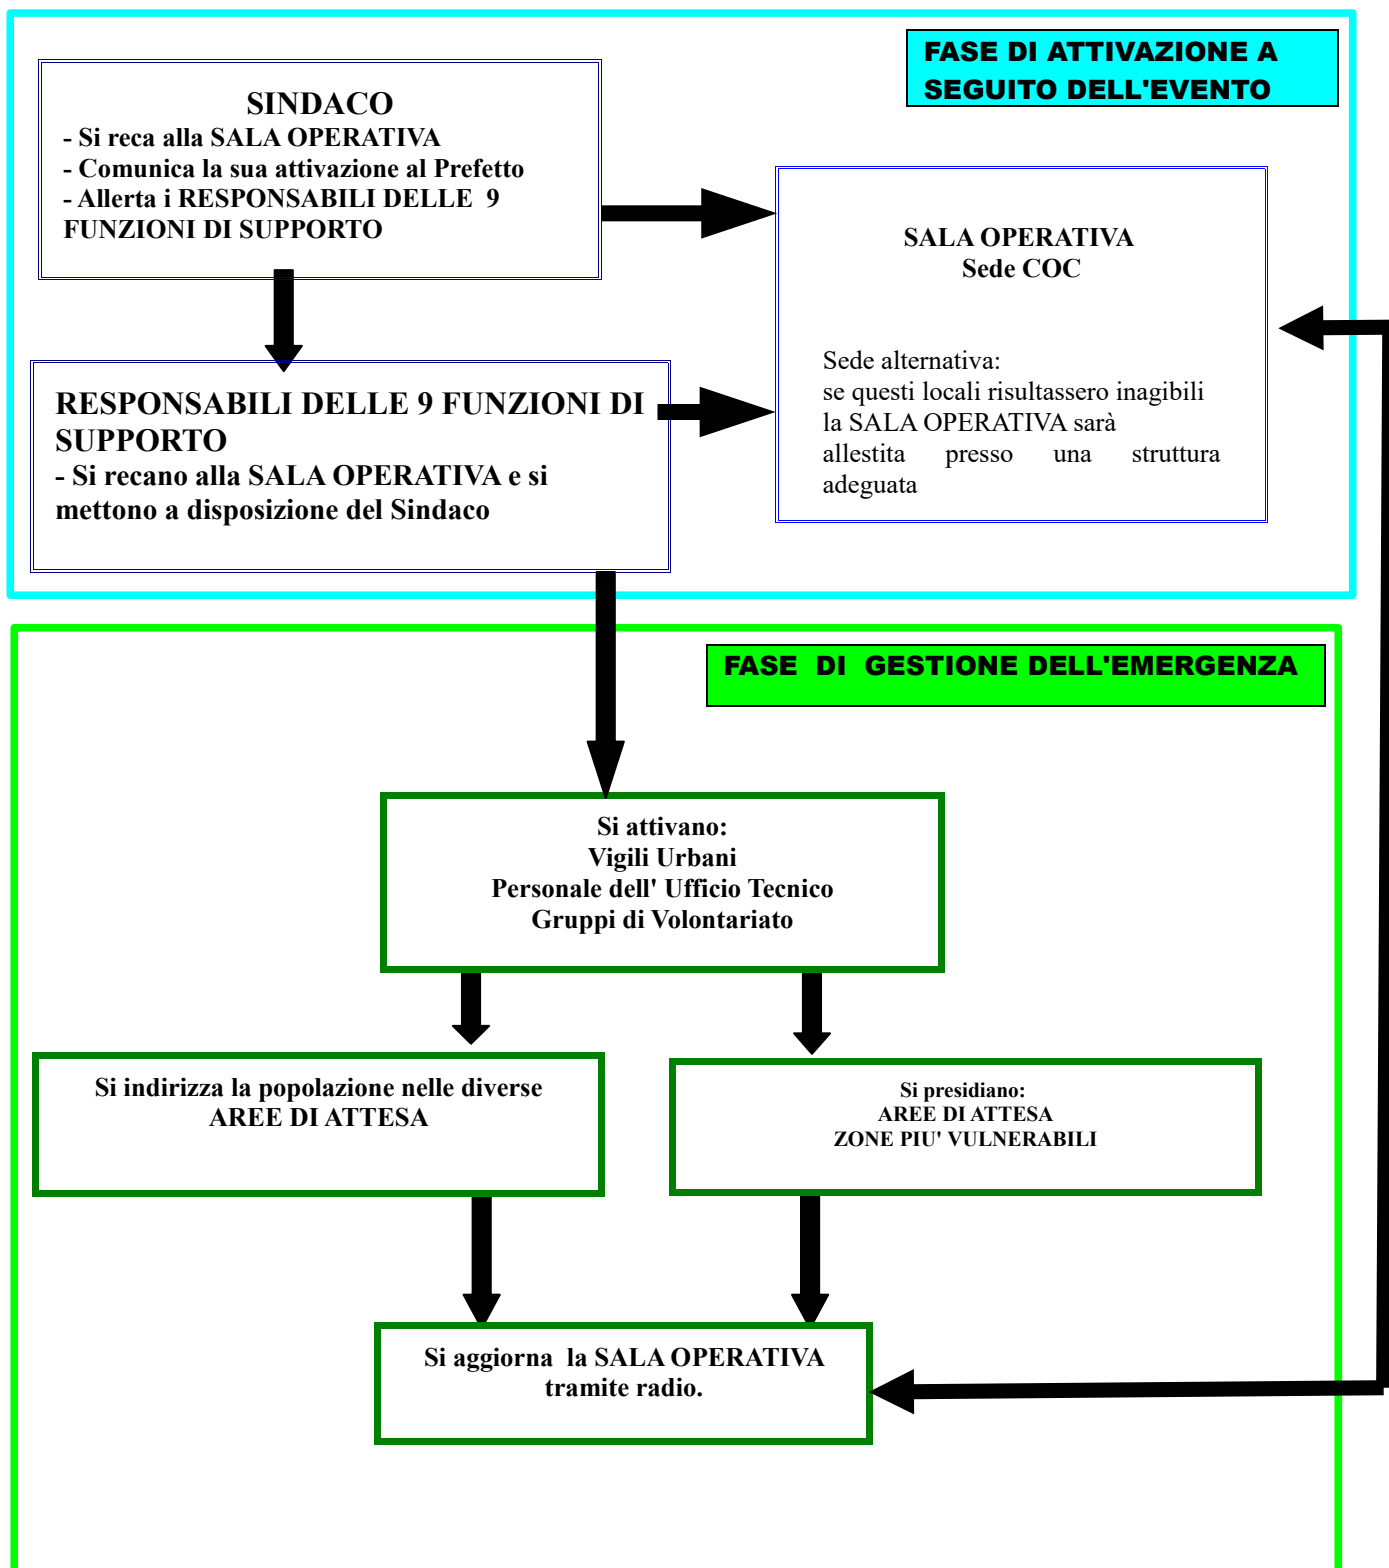 FASE DI ATTIVAZIONE A
SEGUITO DELL'EVENTO
SINDACO
- Si reca alla SALA OPERATIVA
- Comunica la sua attivazione al Prefetto
- Allerta i RESPONSABILI DELLE 9
FUNZIONI DI SUPPORTO
SALA OPERATIVA
Sede COC
Sede alternativa:
se questi locali risultassero inagibili
la SALA OPERATIVA sarà
allestita presso una struttura
adeguata
RESPONSABILI DELLE 9 FUNZIONI DI
SUPPORTO
- Si recano alla SALA OPERATIVA e si
mettono a disposizione del Sindaco
FASE DI GESTIONE DELL'EMERGENZA
Si attivano:
Vigili Urbani
Personale dell' Ufficio Tecnico
Gruppi di Volontariato
Si indirizza la popolazione nelle diverse
AREE DI ATTESA
Si presidiano:
AREE DI ATTESA
ZONE PIU' VULNERABILI
Si aggiorna la SALA OPERATIVA
tramite radio.